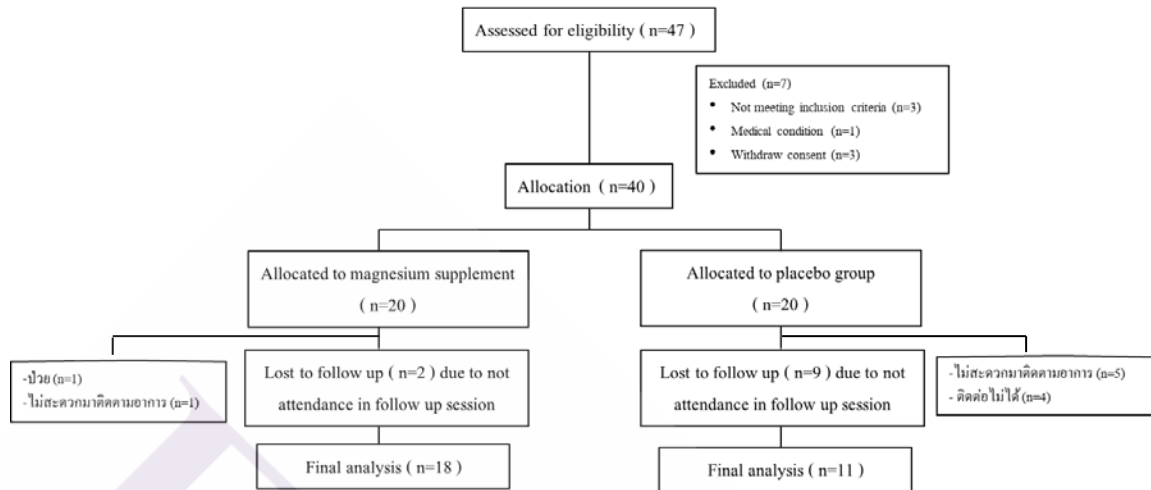 Assessed for eligibility ( n=47 )
Excluded (n=7)
• Not meeting inclusion criteria (n=3)
• Medical condition (n=1)
• Withdraw consent (n=3)
Allocation ( n=40 )
Allocated to magnesium supplement
( n=20 )
Allocated to placebo group
( n=20 )
-ป่วย (n=1)
-ไม่สะดวกมาติดตามอาการ (n=1)
Lost to follow up ( n=2 ) due to not
attendance in follow up session
Lost to follow up ( n=9 ) due to not
attendance in follow up session
-ไม่สะดวกมาติดตามอาการ (n=5)
- ติดต่อไม่ได้ (n=4)
Final analysis ( n=18 )
Final analysis ( n=11 )